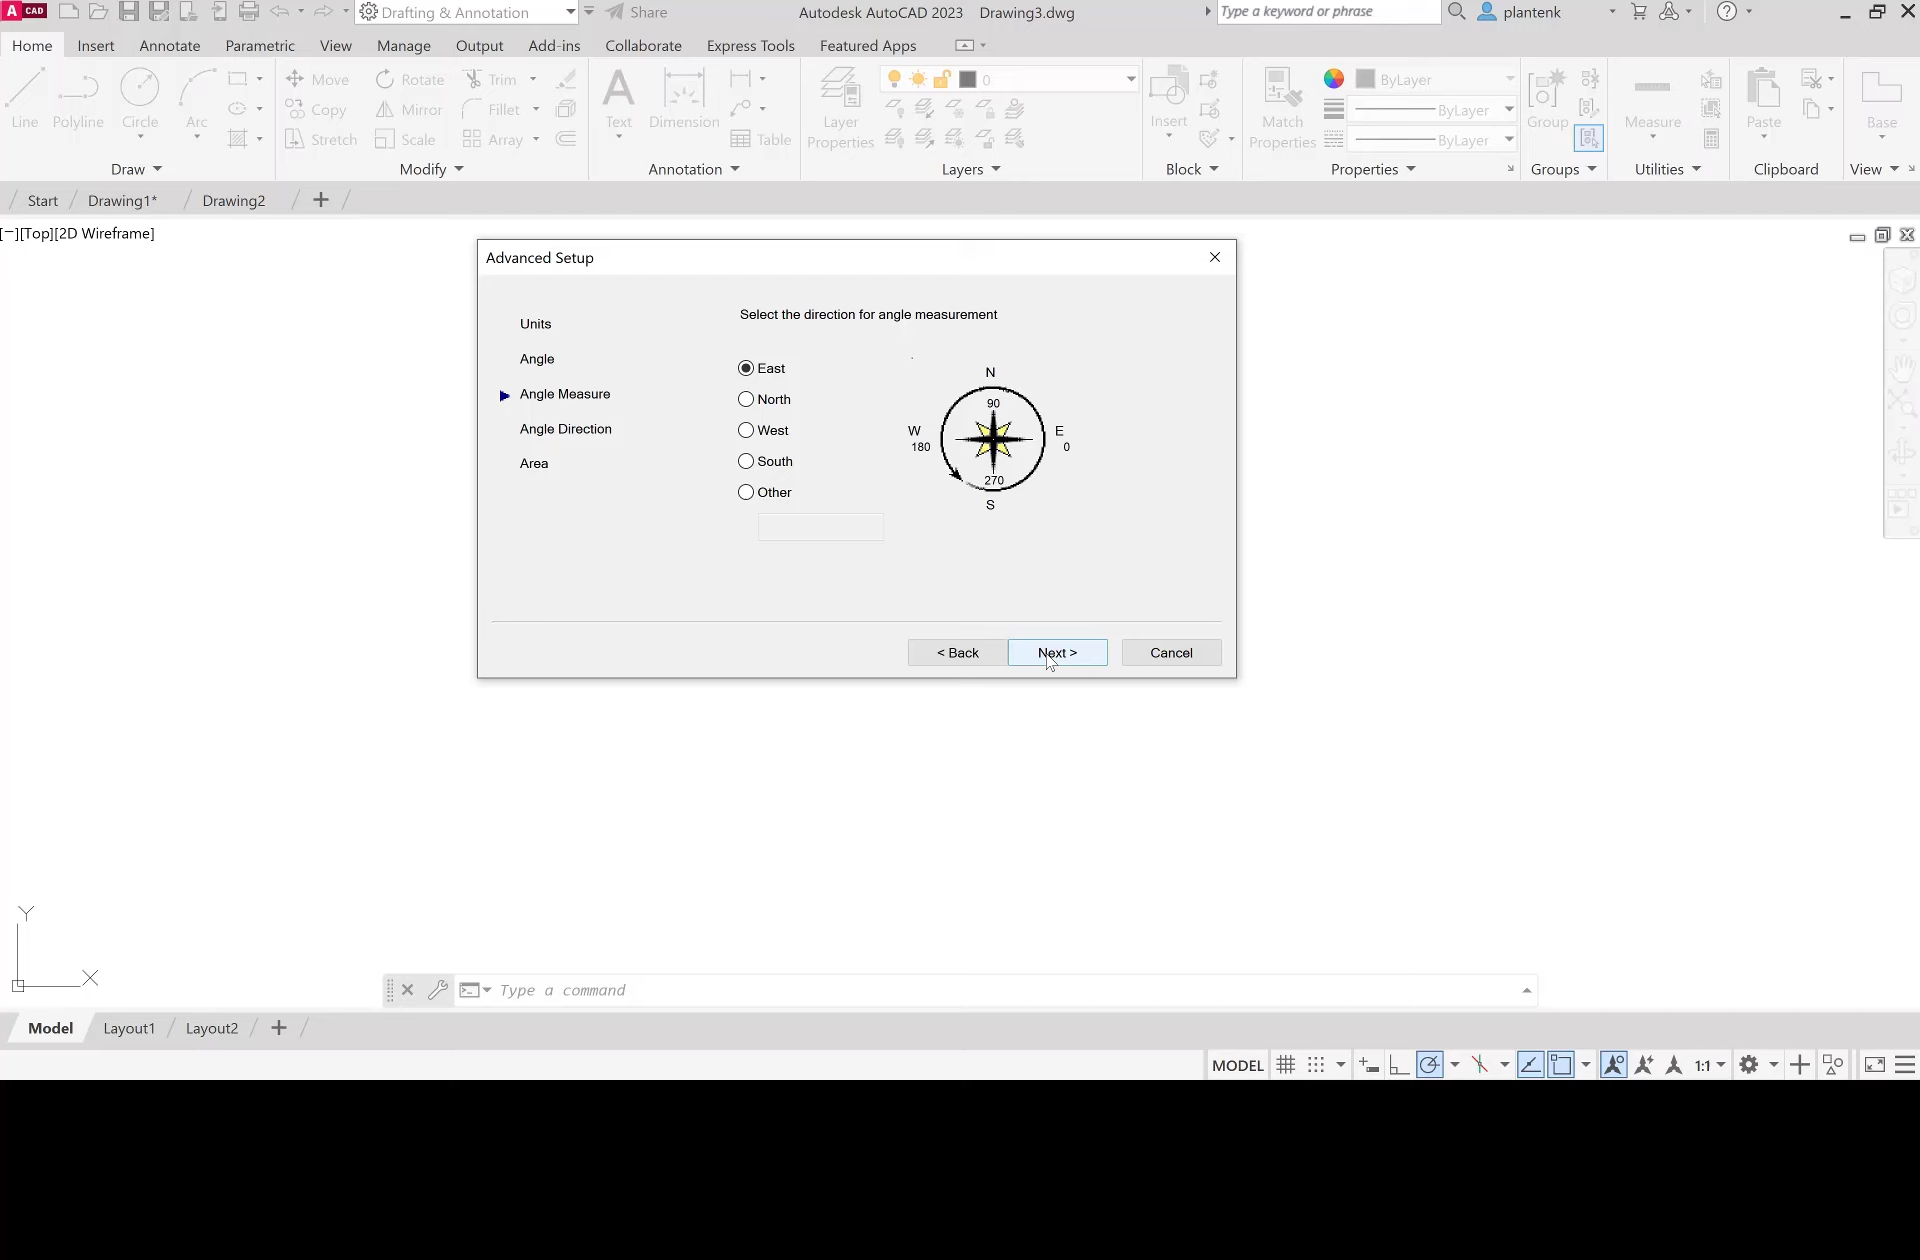 A CAD Drafting & Annotation Share Autodesk AutoCAD 2023 Drawing3.dwg Type a keyword or phrase plantenk
Home Insert Annotate Parametric View Manage Output Add-ins Collaborate Express Tools Featured Apps
Line Polyline Circle Arc
Move Rotate Trim
Copy Mirror Fillet
Stretch Scale Array
Text Dimension Table
Layer Properties
0
Insert
Match Properties
ByLayer
ByLayer
ByLayer
Group
Measure
Paste
Base
Draw Modify Annotation Layers Block Properties Groups Utilities Clipboard View
Start Drawing1* Drawing2
[−][Top][2D Wireframe]
Advanced Setup
Units
Angle
Angle Measure
Angle Direction
Area
Select the direction for angle measurement
East
North
West
South
Other
N
90
W
180
E
0
270
S
< Back Next > Cancel
Y
X
Type a command
Model Layout1 Layout2
MODEL 1:1